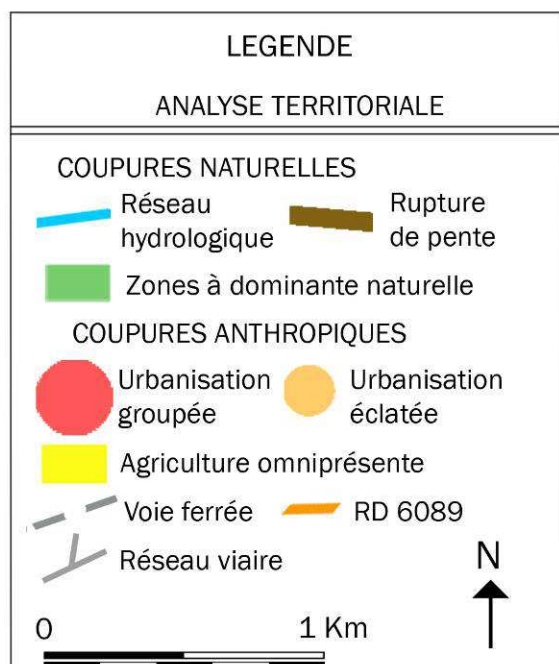 LEGENDE
ANALYSE TERRITORIALE
COUPURES NATURELLES
Réseau
hydrologique
Rupture
de pente
Zones à dominante naturelle
COUPURES ANTHROPIQUES
Urbanisation
groupée
Urbanisation
éclatée
Agriculture omniprésente
Voie ferrée
RD 6089
Réseau viaire
N
0
1 Km